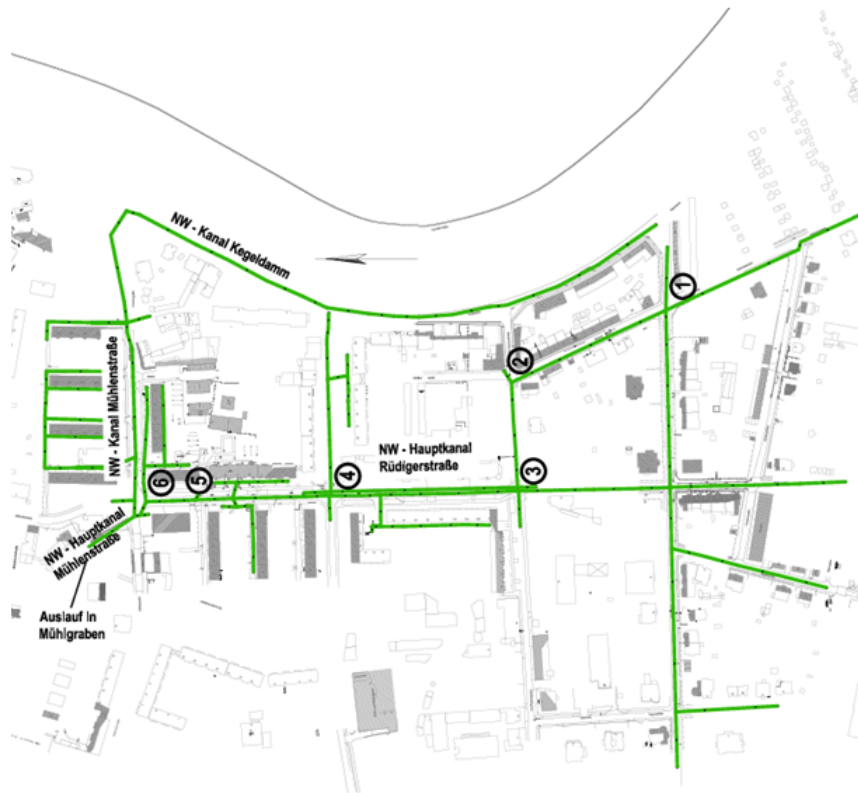 NW - Kanal Kegeldamm
1
2
NW - Kanal Mühlenstraße
NW - Hauptkanal
Rüdigerstraße
4
3
6
5
NW - Hauptkanal
Mühlenstraße
Auslauf in
Mühlgraben